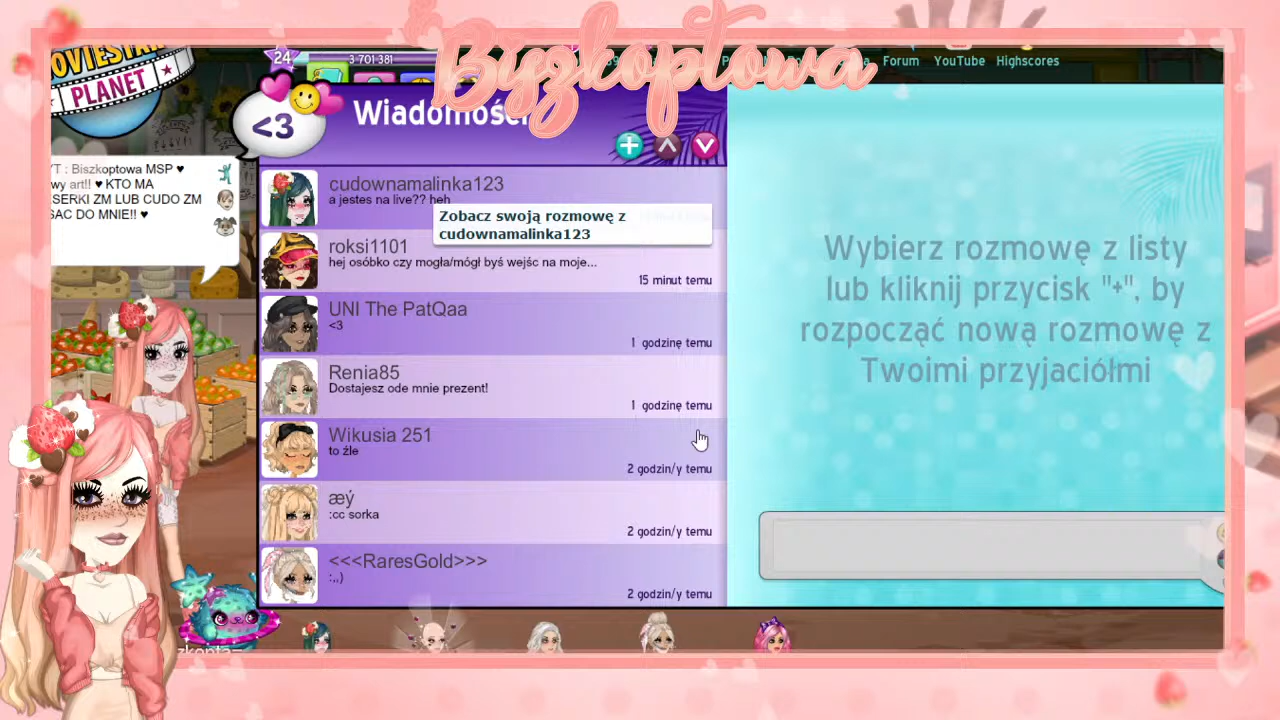 Biszkoptowa
MOVIESTAR
PLANET
24
3 701 381
Forum
YouTube
Highscores
<3
Wiadomości
YT : Biszkoptowa MSP ♥
art!! ♥ KTO MA
SERKI ZM LUB CUDO ZM
DO MNIE!! ♥
cudownamalinka123
a jestes na live?? heh
Zobacz swoją rozmowę z
cudownamalinka123
roksi1101
hej osóbko czy mogła/mógł byś wejśc na moje...
15 minut temu
UNI The PatQaa
<3
1 godzinę temu
Renia85
Dostajesz ode mnie prezent!
1 godzinę temu
Wikusia 251
to źle
2 godzin/y temu
æý
:cc sorka
2 godzin/y temu
<<<RaresGold>>>
:,,)
2 godzin/y temu
Wybierz rozmowę z listy
lub kliknij przycisk "+", by
rozpocząć nową rozmowę z
Twoimi przyjaciółmi